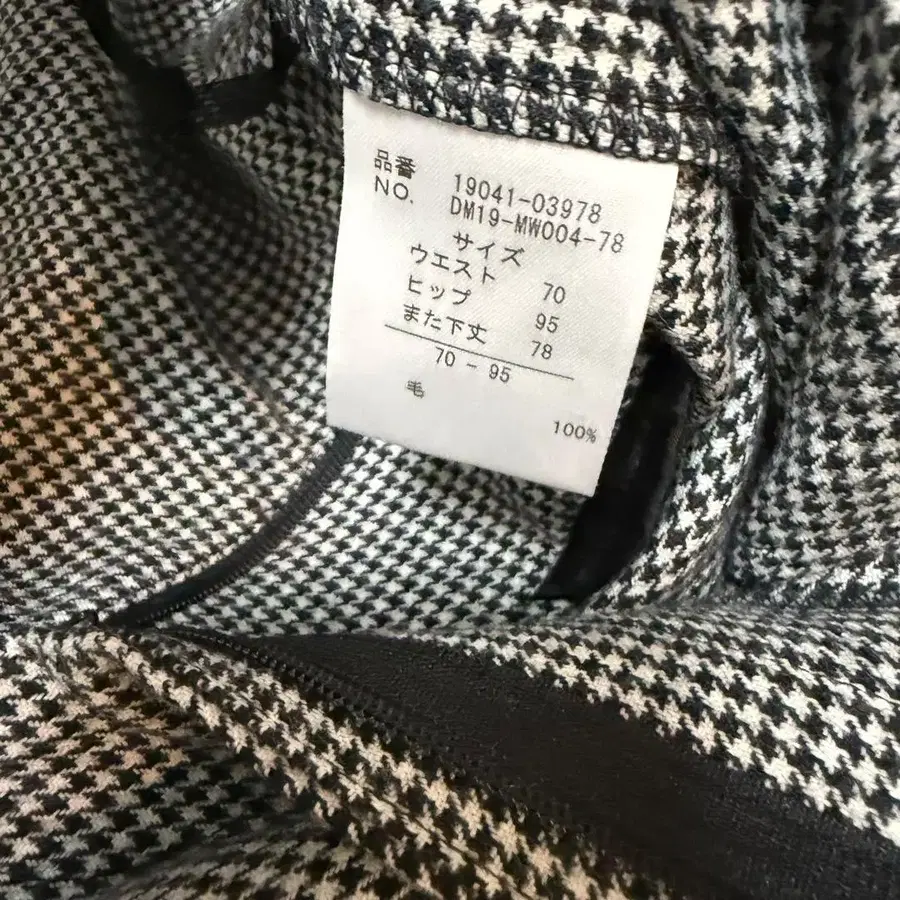 品番 19041-03978
NO. DM19-MW004-78
サイズ
ウエスト 70
ヒップ 95
また下丈 78
70 - 95
毛 100%